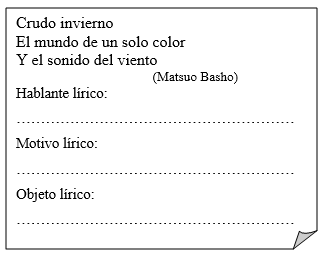 Crudo invierno
El mundo de un solo color
Y el sonido del viento
(Matsuo Basho)
Hablante lírico:
……………………………………………………
Motivo lírico:
……………………………………………………
Objeto lírico:
……………………………………………………